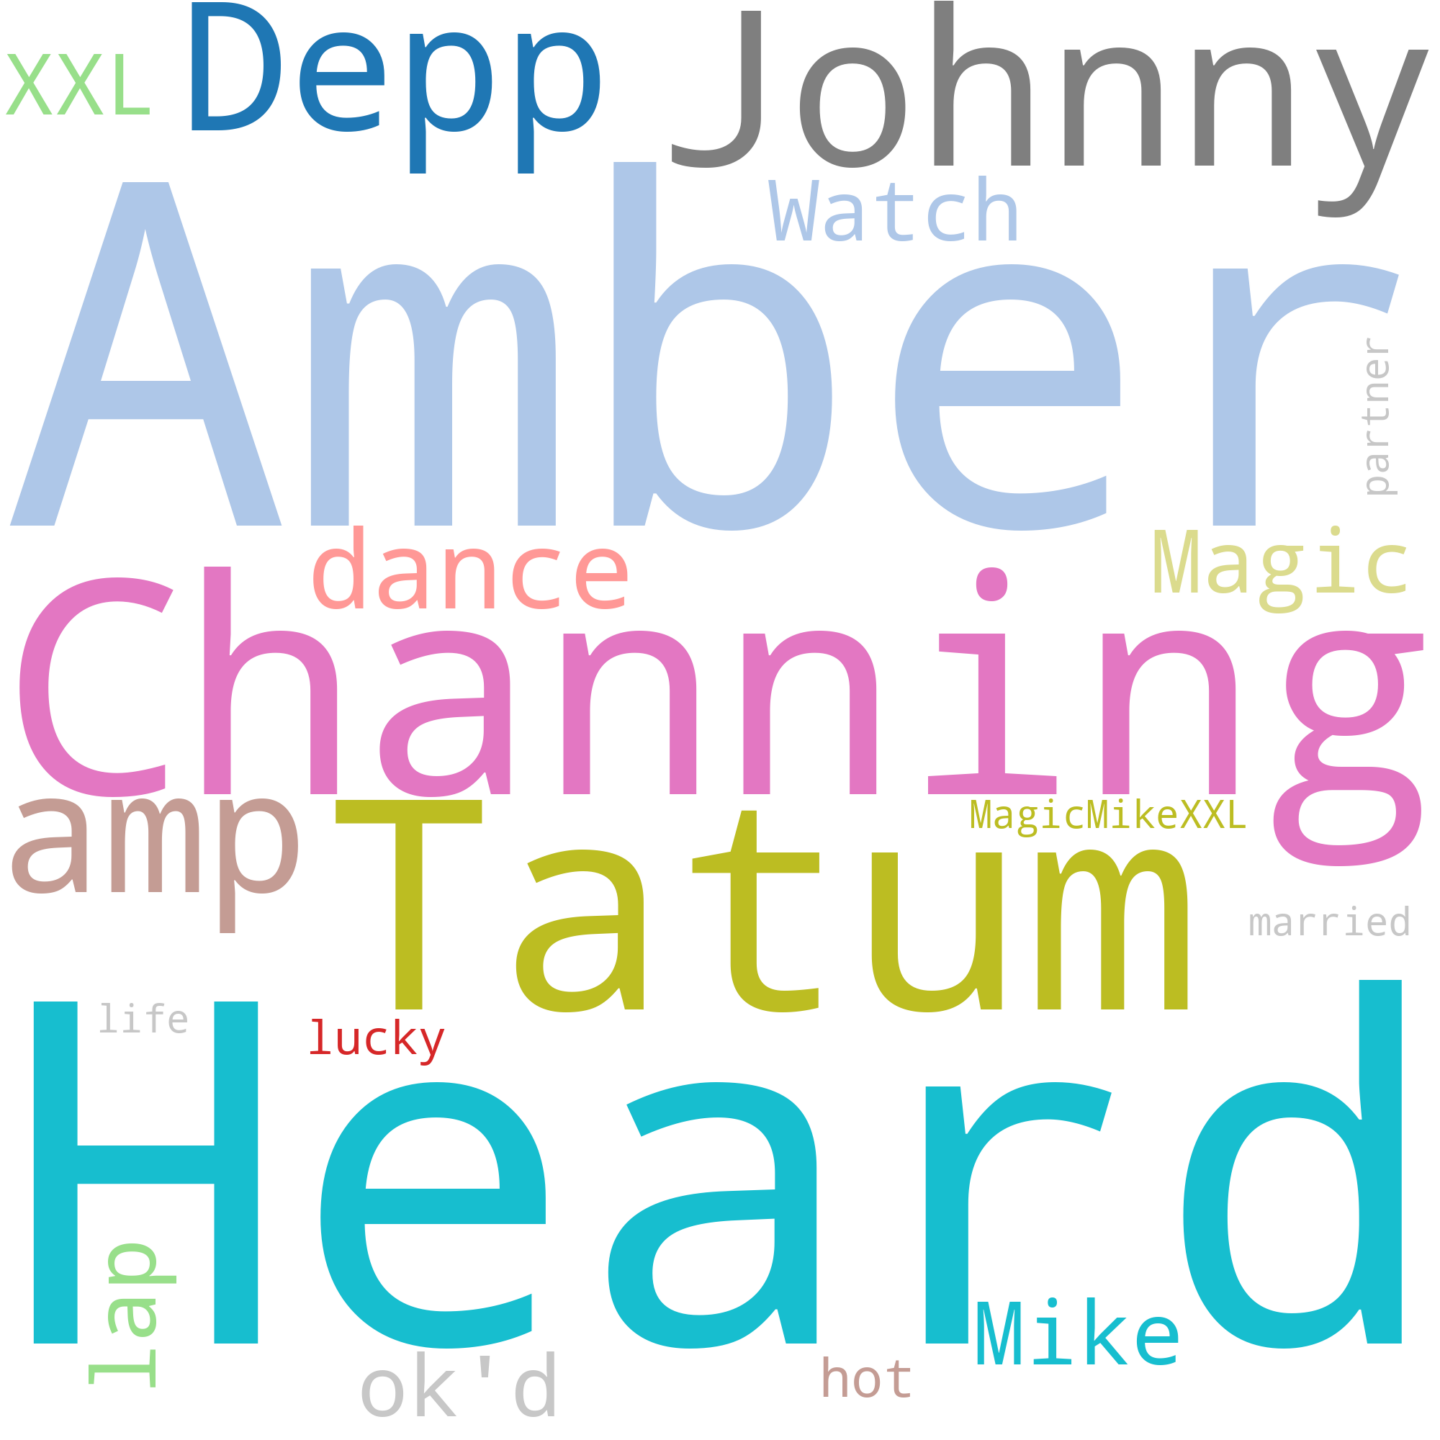 XXL
Depp
Johnny
Watch
Amber
partner
dance
Magic
Channing
amp
Tatum
MagicMikeXXL
married
life
lucky
Heard
lap
Mike
ok'd
hot